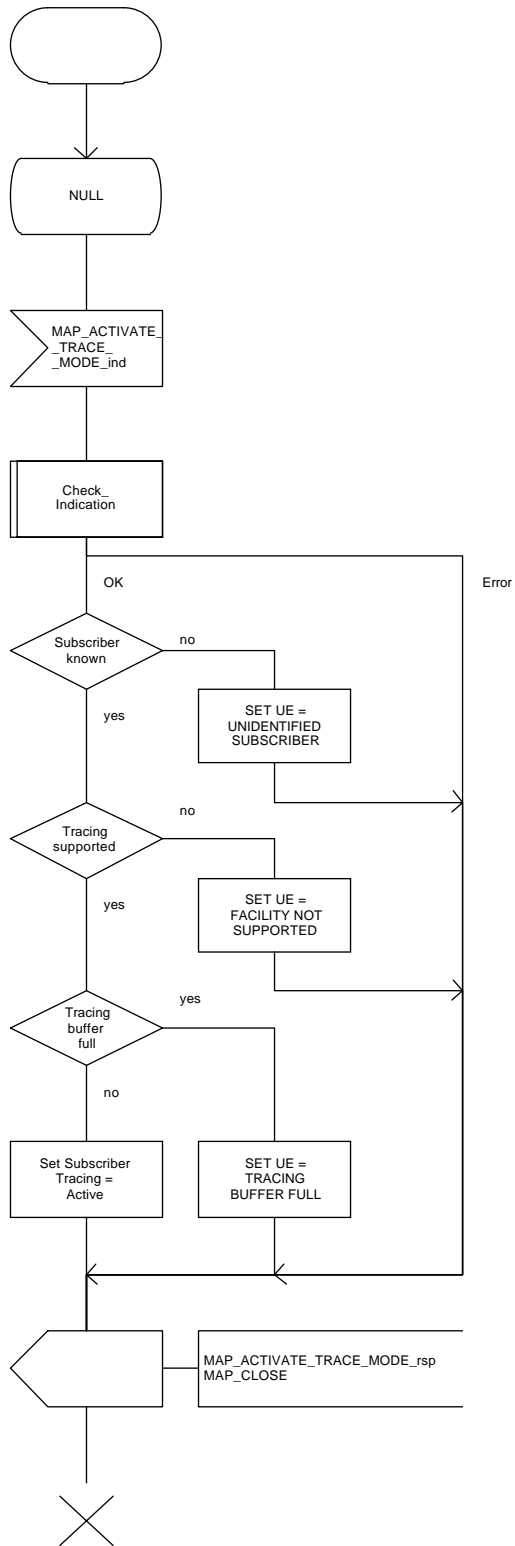 NULL
MAP_ACTIVATE_
_TRACE_
_MODE_ind
Check_
Indication
OK
Error
Subscriber
known
no
yes
SET UE =
UNIDENTIFIED
SUBSCRIBER
Tracing
supported
no
yes
SET UE =
FACILITY NOT
SUPPORTED
Tracing
buffer
full
yes
no
Set Subscriber
Tracing =
Active
SET UE =
TRACING
BUFFER FULL
MAP_ACTIVATE_TRACE_MODE_rsp
MAP_CLOSE